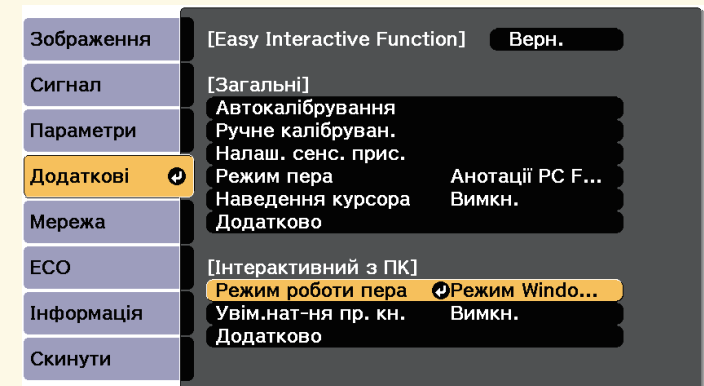 Зображення
Сигнал
Параметри
Додаткові
Мережа
ECO
Інформація
Скинути
[Easy Interactive Function] Верн.
[Загальні]
Автокалібрування
Ручне калібруван.
Налаш. сенс. прис.
Режим пера Анотації PC F...
Наведення курсора Вимкн.
Додатково
[Інтерактивний з ПК]
Режим роботи пера Режим Windo...
Увім.нат-ня пр. кн. Вимкн.
Додатково